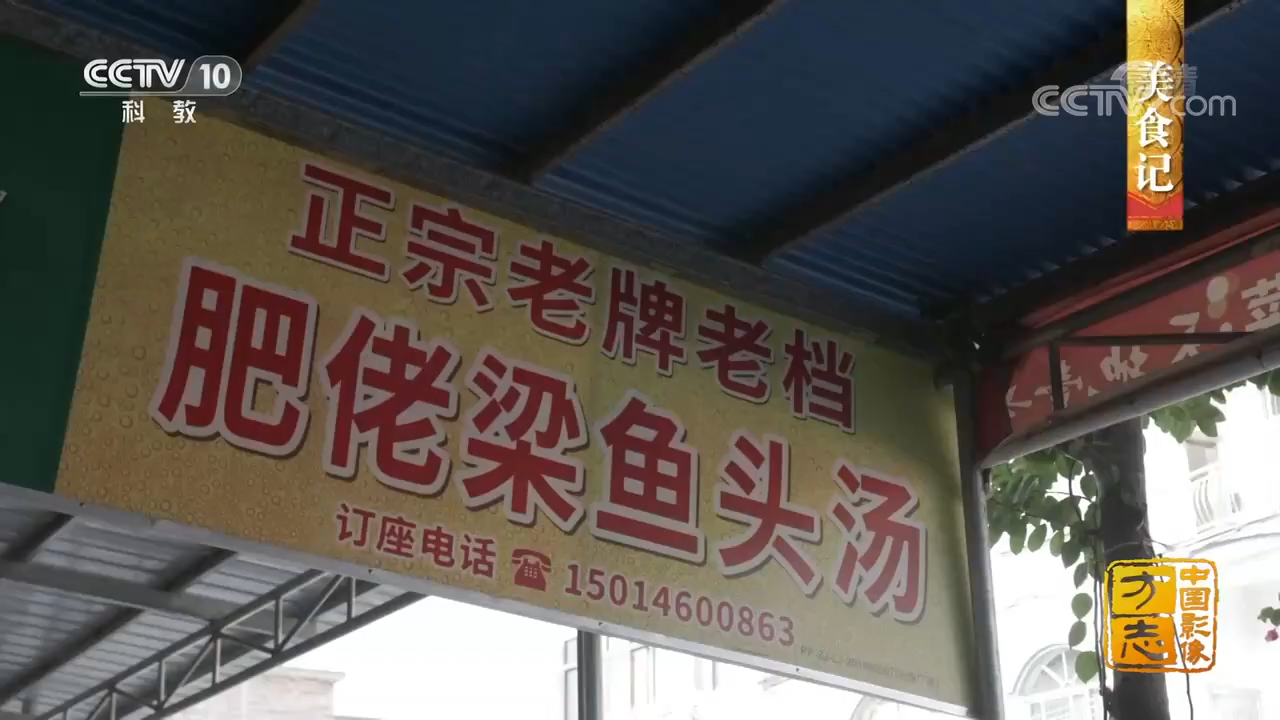 CCTV 10
科教
CCTV.com
美食记
正宗老牌老档
肥佬梁鱼头汤
订座电话 ☎ 15014600863
中国影像
方志